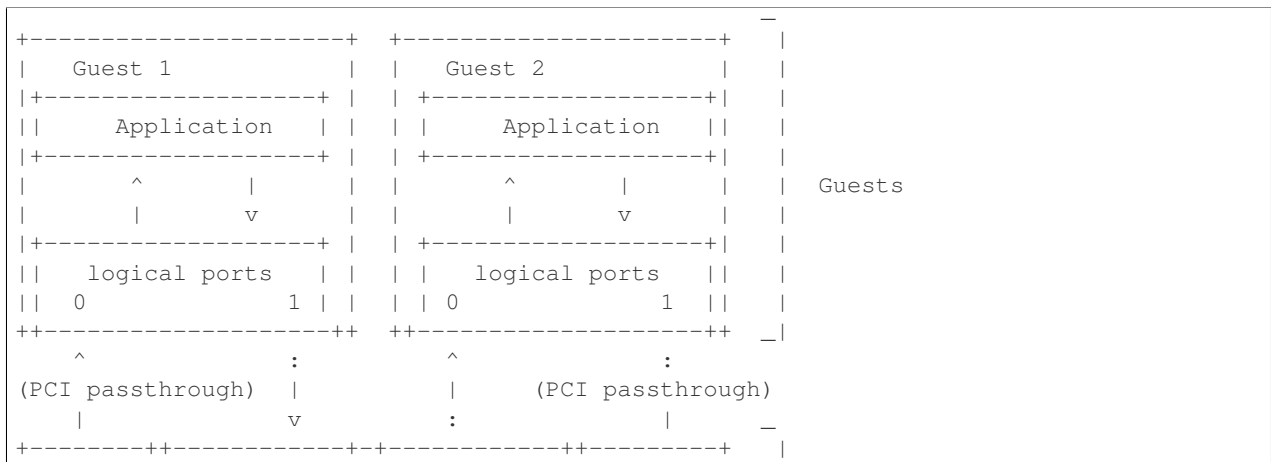 _
+----------------------+  +----------------------+   |
|   Guest 1            |  |   Guest 2            |   |
|+-------------------+ |  | +-------------------+|   |
||     Application   | |  | |     Application   ||   |
|+-------------------+ |  | +-------------------+|   |
|       ^       |      |  |       ^       |      |   |  Guests
|       |       v      |  |       |       v      |   |
|+-------------------+ |  | +-------------------+|   |
||   logical ports   | |  | |   logical ports   ||   |
||  0              1 | |  | | 0              1  ||   |
++--------------------++  ++--------------------++  _|
    ^              :          ^              :
(PCI passthrough)  |          |     (PCI passthrough)
    |              v          :              |      _
+--------++------------+-+------------++---------+   |